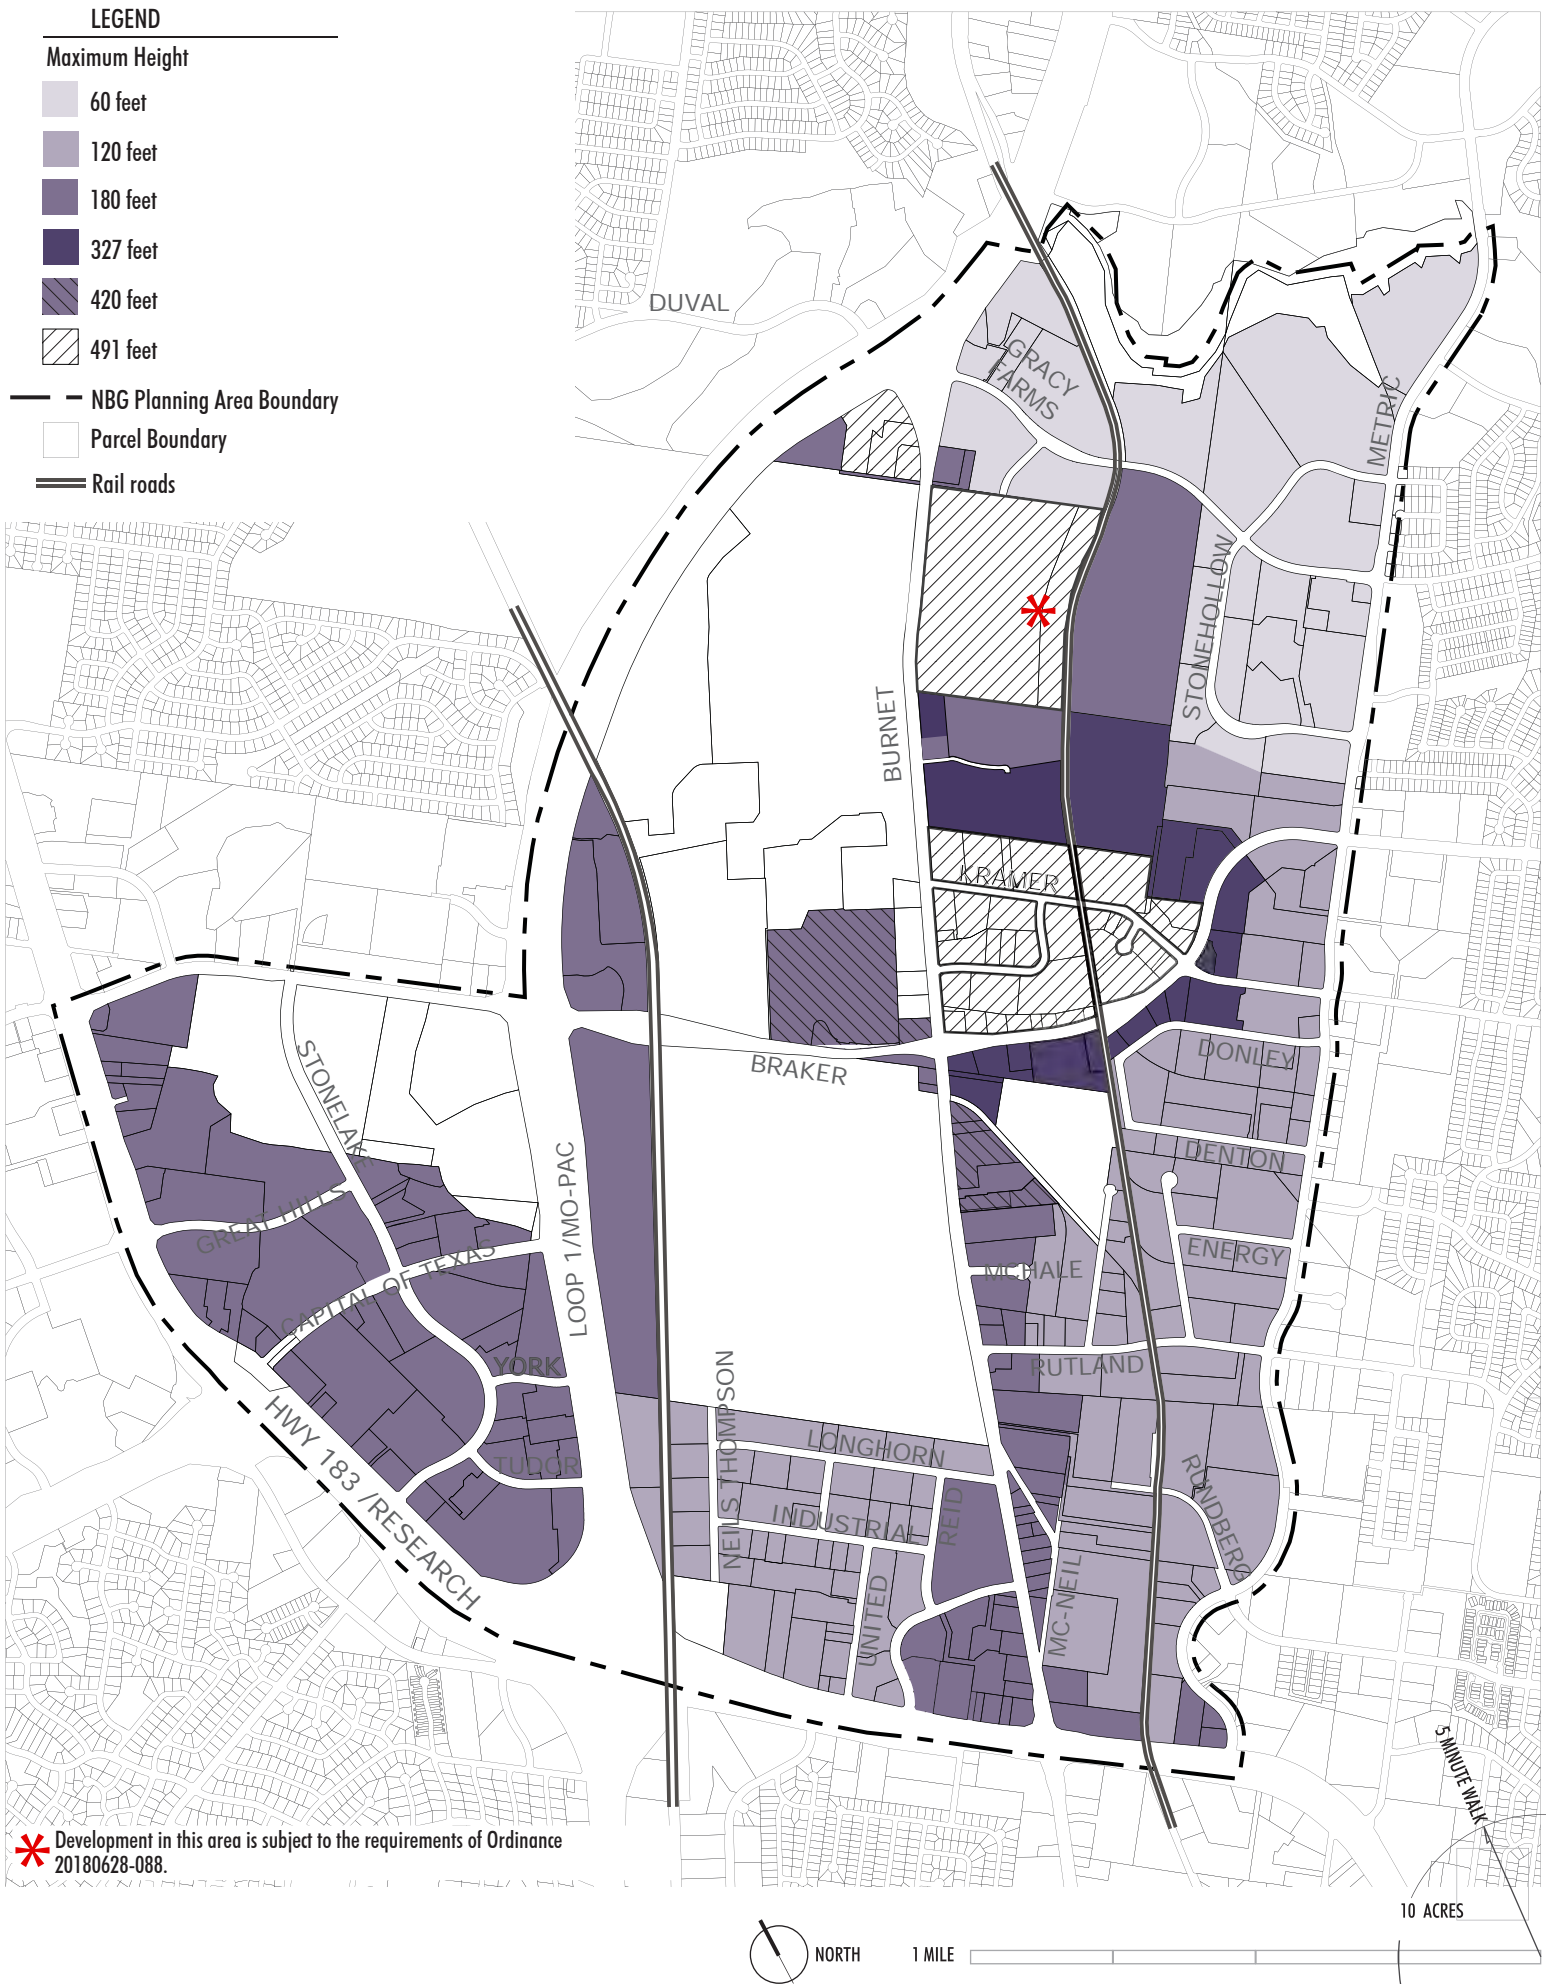 LEGEND
Maximum Height
60 feet
120 feet
180 feet
327 feet
420 feet
491 feet
NBG Planning Area Boundary
Parcel Boundary
Rail roads
DUVAL
GRACY
FARMS
METRIC
STONEHOLLOW
BURNET
KRAMER
BRAKER
DONLEY
DENTON
ENERGY
STONELAKE
GREAT HILLS
CAPITAL OF TEXAS
LOOP 1/MO-PAC
MCHALE
RUTLAND
YORK
TUDOR
HWY 183 /RESEARCH
NEILS THOMPSON
LONGHORN
INDUSTRIAL
REID
UNITED
MC-NEIL
RUNDBERG
5 MINUTE WALK
* Development in this area is subject to the requirements of Ordinance
20180628-088.
10 ACRES
NORTH
1 MILE